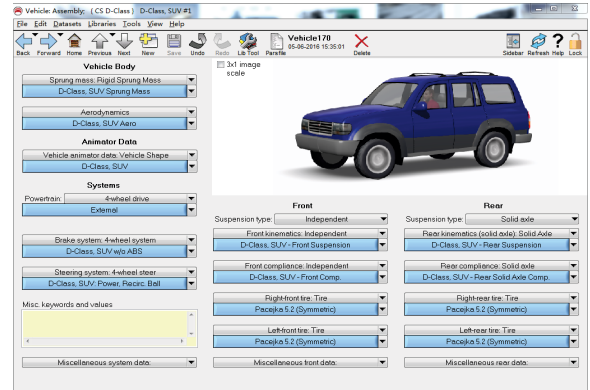 Vehicle: Assembly; { CS D-Class } D-Class, SUV #1
File Edit Datasets Libraries Tools View Help
Back Forward Home Previous Next New Save Undo Redo Lib Tool Parsfile Vehicle170 Delete Sidebar Refresh Help Lock
05-06-2016 15:35:01
Vehicle Body
Sprung mass: Rigid Sprung Mass
D-Class, SUV Sprung Mass
Aerodynamics
D-Class, SUV Aero
Animator Data
Vehicle animator data: Vehicle Shape
D-Class, SUV
Systems
Powertrain: 4-wheel drive
External
Brake system: 4-wheel system
D-Class, SUV w/o ABS
Steering system: 4-wheel steer
D-Class, SUV: Power, Recirc. Ball
Misc. keywords and values
Miscellaneous system data:
3x1 image
scale
Front
Suspension type: Independent
Front kinematics: Independent
D-Class, SUV - Front Suspension
Front compliance: Independent
D-Class, SUV - Front Comp.
Right-front tire: Tire
Pacejka 5.2 (Symmetric)
Left-front tire: Tire
Pacejka 5.2 (Symmetric)
Miscellaneous front data:
Rear
Suspension type: Solid axle
Rear kinematics (solid axle): Solid Axle
D-Class, SUV - Rear Suspension
Rear compliance: Solid axle
D-Class, SUV - Rear Solid Axle Comp.
Right-rear tire: Tire
Pacejka 5.2 (Symmetric)
Left-rear tire: Tire
Pacejka 5.2 (Symmetric)
Miscellaneous rear data: